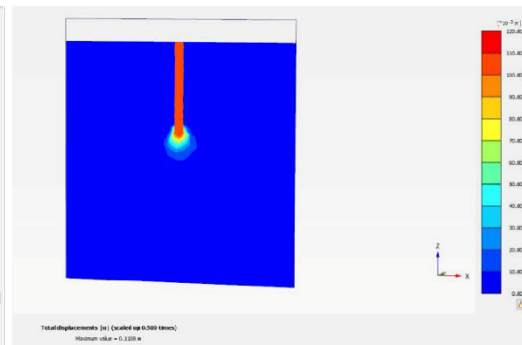 [*10⁻³ m]
120.00
110.00
100.00
90.00
80.00
70.00
60.00
50.00
40.00
30.00
20.00
10.00
0.00
Z
X
Total displacements |u| (scaled up 0.500 times)
Maximum value = 0.1158 m